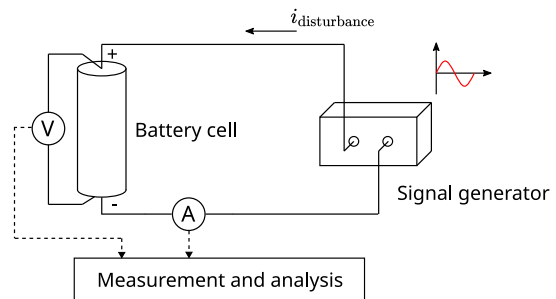 i_disturbance
+
V
Battery cell
Signal generator
-
A
Measurement and analysis